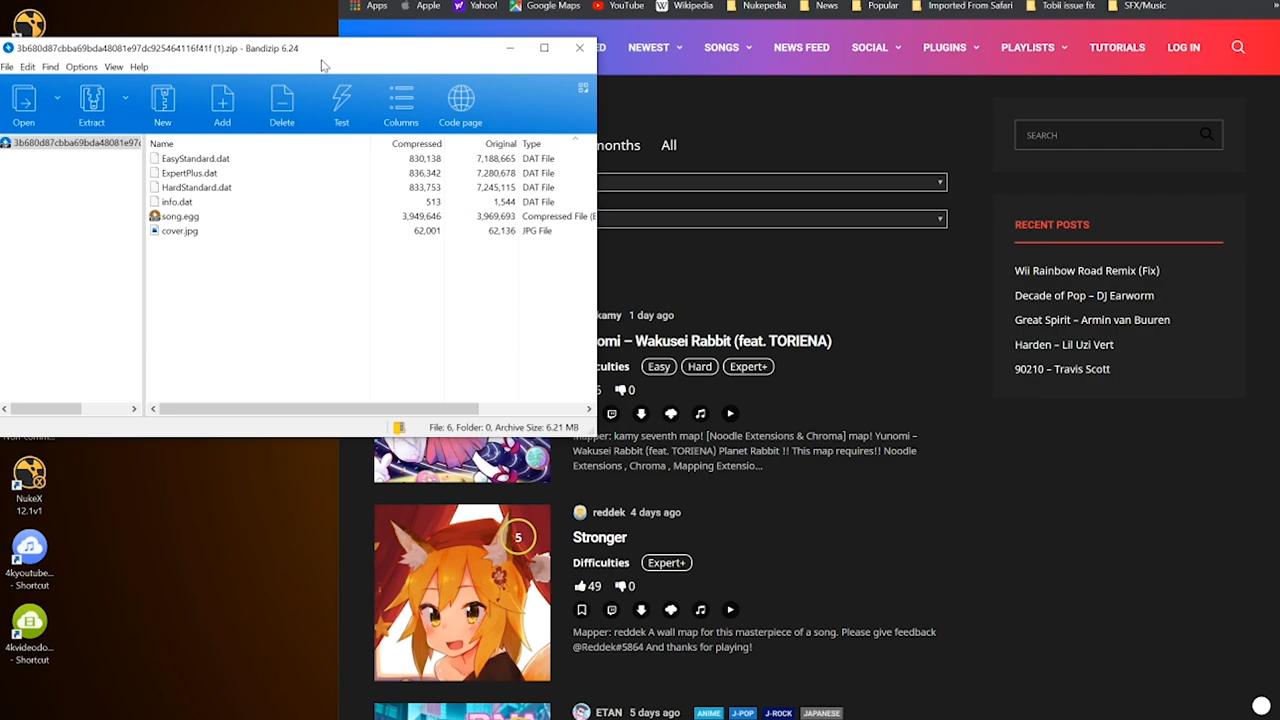 Apps Apple Yahoo! Google Maps YouTube Wikipedia Nukepedia News Popular Imported From Safari Tobii issue fix SFX/Music »
3b680d87cbba69bda48081e97dc925464116f41f (1).zip - Bandizip 6.24
File Edit Find Options View Help
Open Extract New Add Delete Test Columns Code page
3b680d87cbba69bda48081e97
Name Compressed Original Type
EasyStandard.dat 830,138 7,188,665 DAT File
ExpertPlus.dat 836,342 7,280,678 DAT File
HardStandard.dat 833,753 7,245,115 DAT File
info.dat 513 1,544 DAT File
song.egg 3,949,646 3,969,693 Compressed File (E
cover.jpg 62,001 62,136 JPG File
File: 6, Folder: 0, Archive Size: 6.21 MB
NukeX
12.1v1
4kyoutube...
- Shortcut
4kvideodo...
- Shortcut
ED NEWEST SONGS NEWS FEED SOCIAL PLUGINS PLAYLISTS TUTORIALS LOG IN
months All
kamy 1 day ago
omi – Wakusei Rabbit (feat. TORIENA)
culties Easy Hard Expert+
0
Mapper: kamy seventh map! [Noodle Extensions & Chroma] map! Yunomi –
Wakusei Rabbit (feat. TORIENA) Planet Rabbit !! This map requires!! Noodle
Extensions , Chroma , Mapping Extensio...
5
reddek 4 days ago
Stronger
Difficulties Expert+
49 0
Mapper: reddek A wall map for this masterpiece of a song. Please give feedback
@Reddek#5864 And thanks for playing!
ETAN 5 days ago ANIME J-POP J-ROCK JAPANESE
SEARCH
RECENT POSTS
Wii Rainbow Road Remix (Fix)
Decade of Pop – DJ Earworm
Great Spirit – Armin van Buuren
Harden – Lil Uzi Vert
90210 – Travis Scott